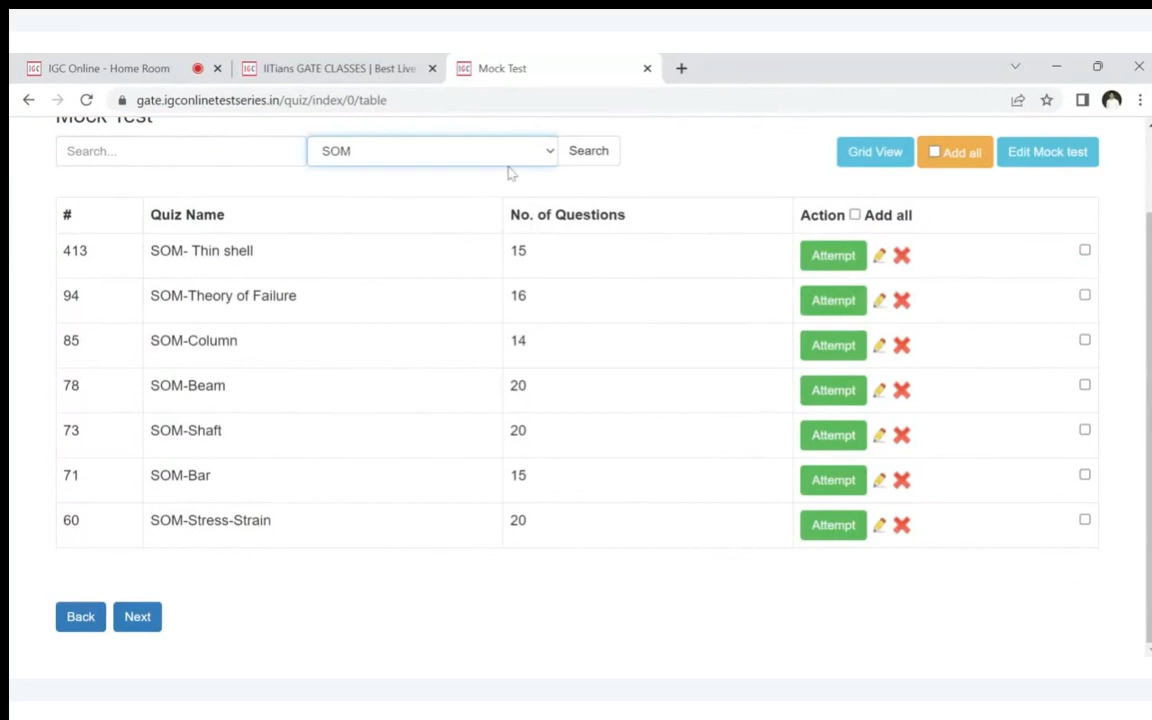 IGC IGC Online - Home Room IGC IITians GATE CLASSES | Best Live IGC Mock Test
gate.igconlinetestseries.in/quiz/index/0/table
Mock Test
Search... SOM Search Grid View Add all Edit Mock test
# Quiz Name No. of Questions Action Add all
413 SOM- Thin shell 15 Attempt
94 SOM-Theory of Failure 16 Attempt
85 SOM-Column 14 Attempt
78 SOM-Beam 20 Attempt
73 SOM-Shaft 20 Attempt
71 SOM-Bar 15 Attempt
60 SOM-Stress-Strain 20 Attempt
Back Next